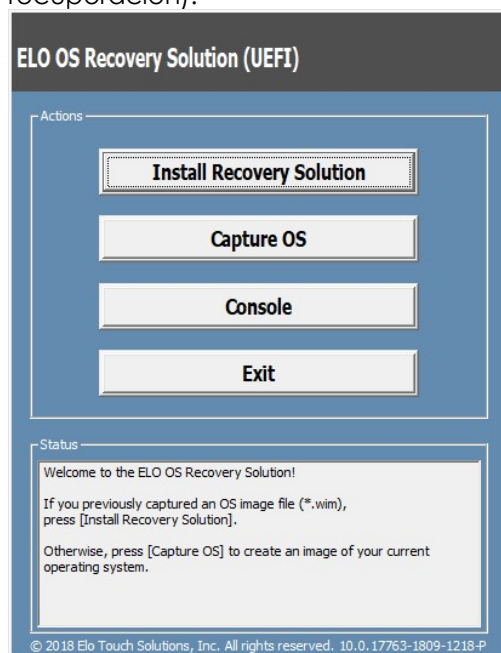 recuperación).
ELO OS Recovery Solution (UEFI)
Actions
Install Recovery Solution
Capture OS
Console
Exit
Status
Welcome to the ELO OS Recovery Solution!
If you previously captured an OS image file (*.wim),
press [Install Recovery Solution].
Otherwise, press [Capture OS] to create an image of your current
operating system.
© 2018 Elo Touch Solutions, Inc. All rights reserved. 10.0.17763-1809-1218-P